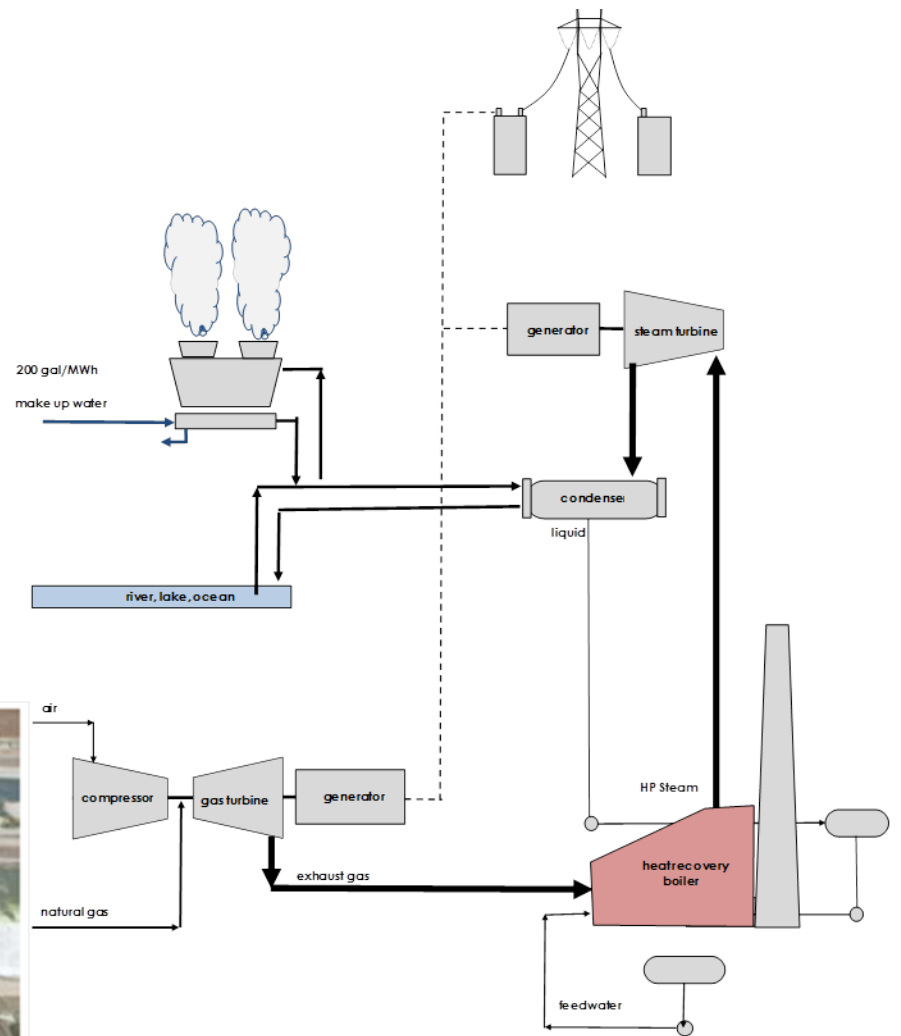 generator
steam turbine
200 gal/MWh
make up water
condenser
liquid
river, lake, ocean
air
compressor
gas turbine
generator
HP Steam
heat recovery
boiler
exhaust gas
natural gas
feedwater